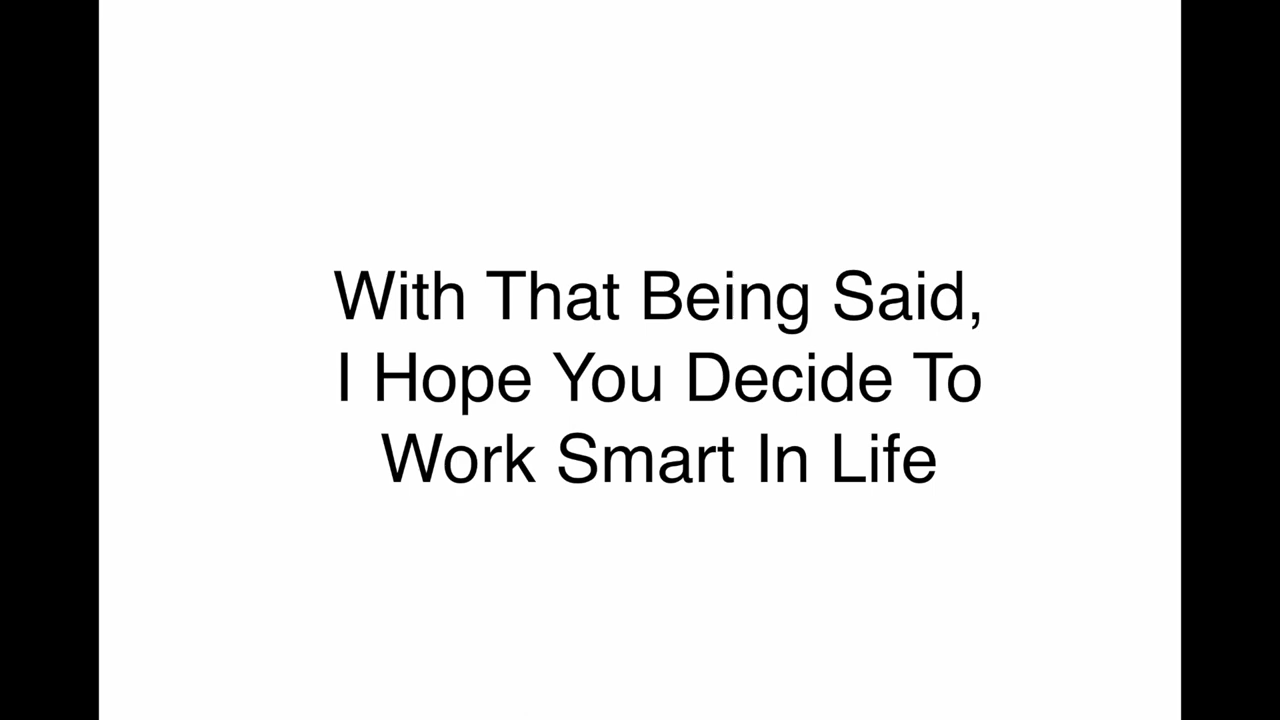 With That Being Said,
I Hope You Decide To
Work Smart In Life